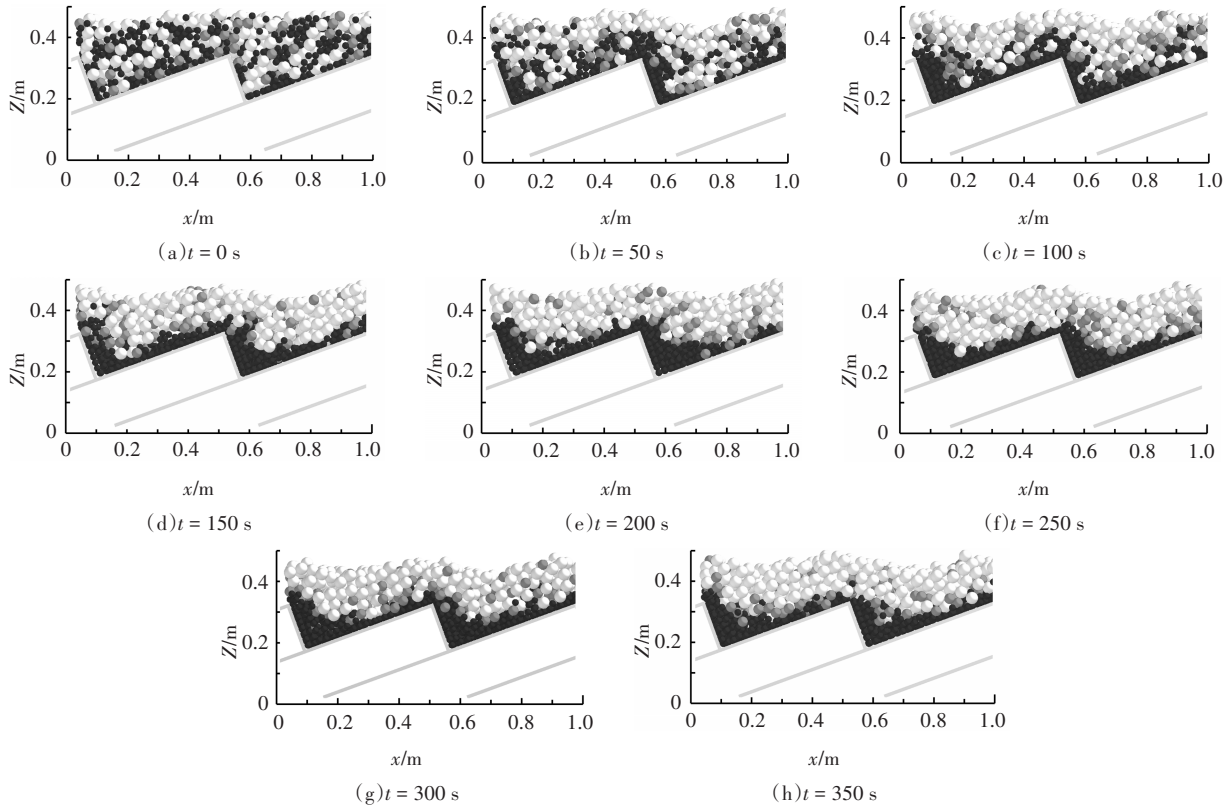 Z/m
0.4
0.2
0
0 0.2 0.4 0.6 0.8 1.0
x/m
(a)t = 0 s
Z/m
0.4
0.2
0
0 0.2 0.4 0.6 0.8 1.0
x/m
(b)t = 50 s
Z/m
0.4
0.2
0
0 0.2 0.4 0.6 0.8 1.0
x/m
(c)t = 100 s
Z/m
0.4
0.2
0
0 0.2 0.4 0.6 0.8 1.0
x/m
(d)t = 150 s
Z/m
0.4
0.2
0
0 0.2 0.4 0.6 0.8 1.0
x/m
(e)t = 200 s
Z/m
0.4
0.2
0
0 0.2 0.4 0.6 0.8 1.0
x/m
(f)t = 250 s
Z/m
0.4
0.2
0
0 0.2 0.4 0.6 0.8 1.0
x/m
(g)t = 300 s
Z/m
0.4
0.2
0
0 0.2 0.4 0.6 0.8 1.0
x/m
(h)t = 350 s